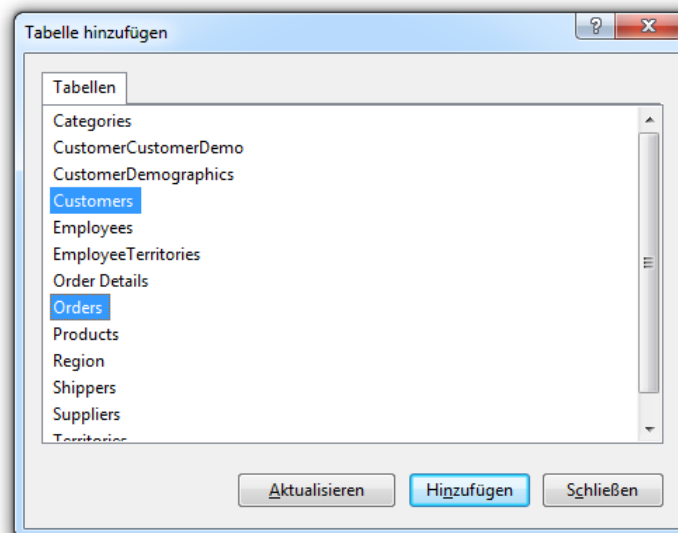 Tabelle hinzufügen
?
Tabellen
Categories
CustomerCustomerDemo
CustomerDemographics
Customers
Employees
EmployeeTerritories
Order Details
Orders
Products
Region
Shippers
Suppliers
Territories
Aktualisieren Hinzufügen Schließen